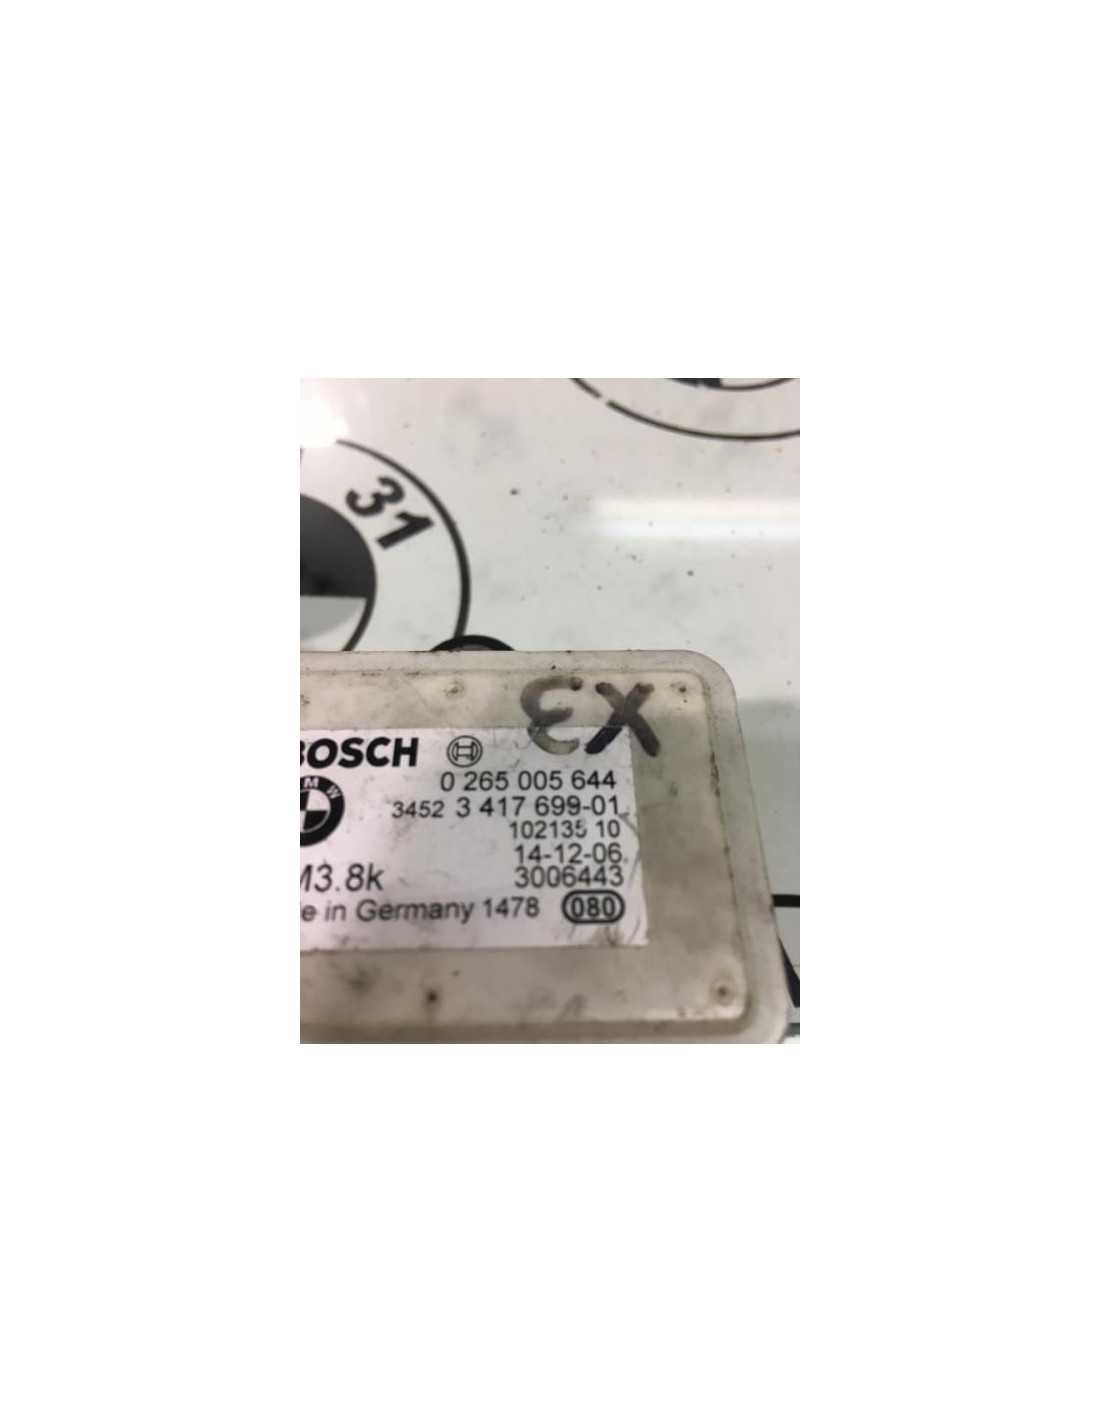 31
X3
BOSCH
0 265 005 644
3452 3 417 699-01
102135 10
14-12-06
3006443
M3.8k
in Germany 1478 080